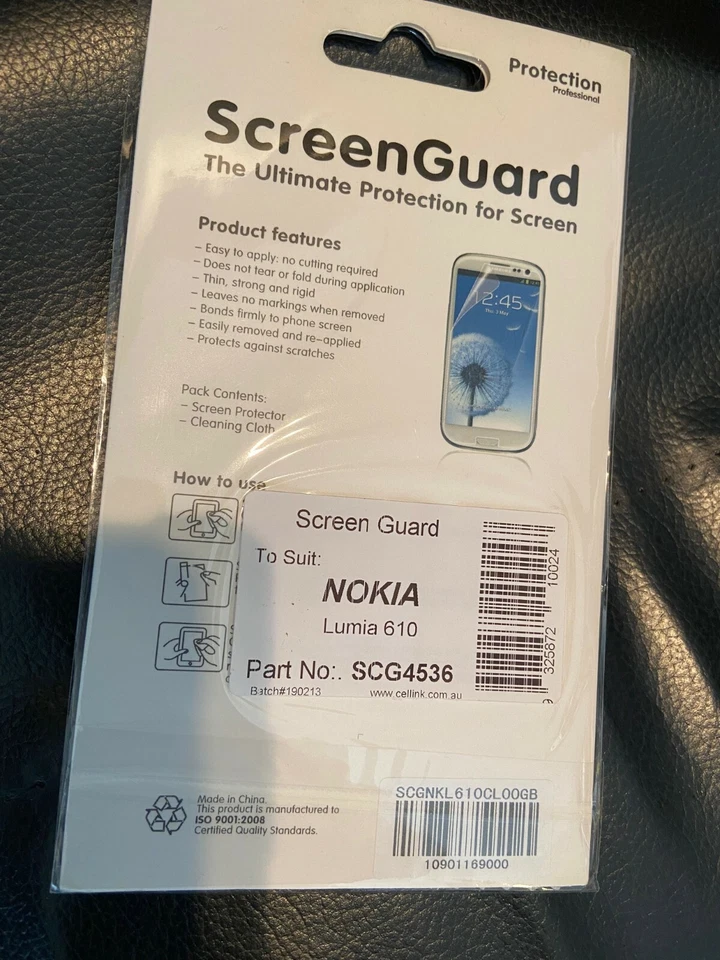 Protection
Professional
ScreenGuard
The Ultimate Protection for Screen
Product features
– Easy to apply: no cutting required
– Does not tear or fold during application
– Thin, strong and rigid
– Leaves no markings when removed
– Bonds firmly to phone screen
– Easily removed and re-applied
– Protects against scratches
12:45
Pack Contents:
– Screen Protector
– Cleaning Cloth
How to use
Screen Guard
To Suit:
NOKIA
Lumia 610
Part No:. SCG4536
Batch#190213 www.cellink.com.au
325872 10024
SCGNKL610CL00GB
10901169000
Made in China.
This product is manufactured to
ISO 9001:2008
Certified Quality Standards.